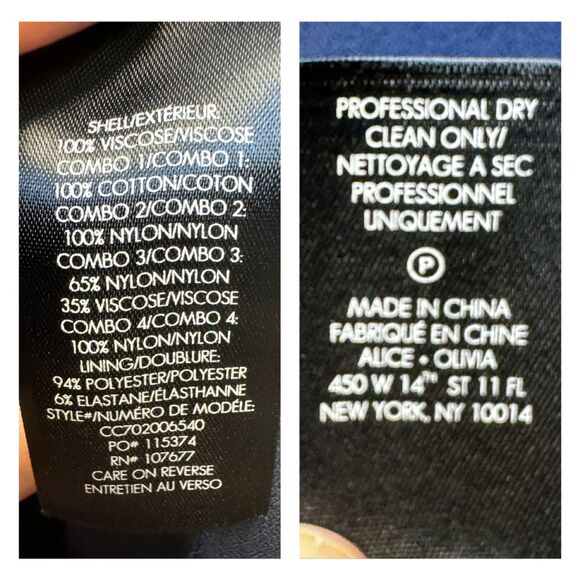 SHELL/EXTÉRIEUR:
100% VISCOSE/VISCOSE
COMBO 1/COMBO 1:
100% COTTON/COTON
COMBO 2/COMBO 2:
100% NYLON/NYLON
COMBO 3/COMBO 3:
65% NYLON/NYLON
35% VISCOSE/VISCOSE
COMBO 4/COMBO 4:
100% NYLON/NYLON
LINING/DOUBLURE:
94% POLYESTER/POLYESTER
6% ELASTANE/ÉLASTHANNE
STYLE#/NUMÉRO DE MODÈLE:
CC702006540
PO# 115374
RN# 107677
CARE ON REVERSE
ENTRETIEN AU VERSO
PROFESSIONAL DRY
CLEAN ONLY/
NETTOYAGE A SEC
PROFESSIONNEL
UNIQUEMENT
P
MADE IN CHINA
FABRIQUÉ EN CHINE
ALICE + OLIVIA
450 W 14TH ST 11 FL
NEW YORK, NY 10014